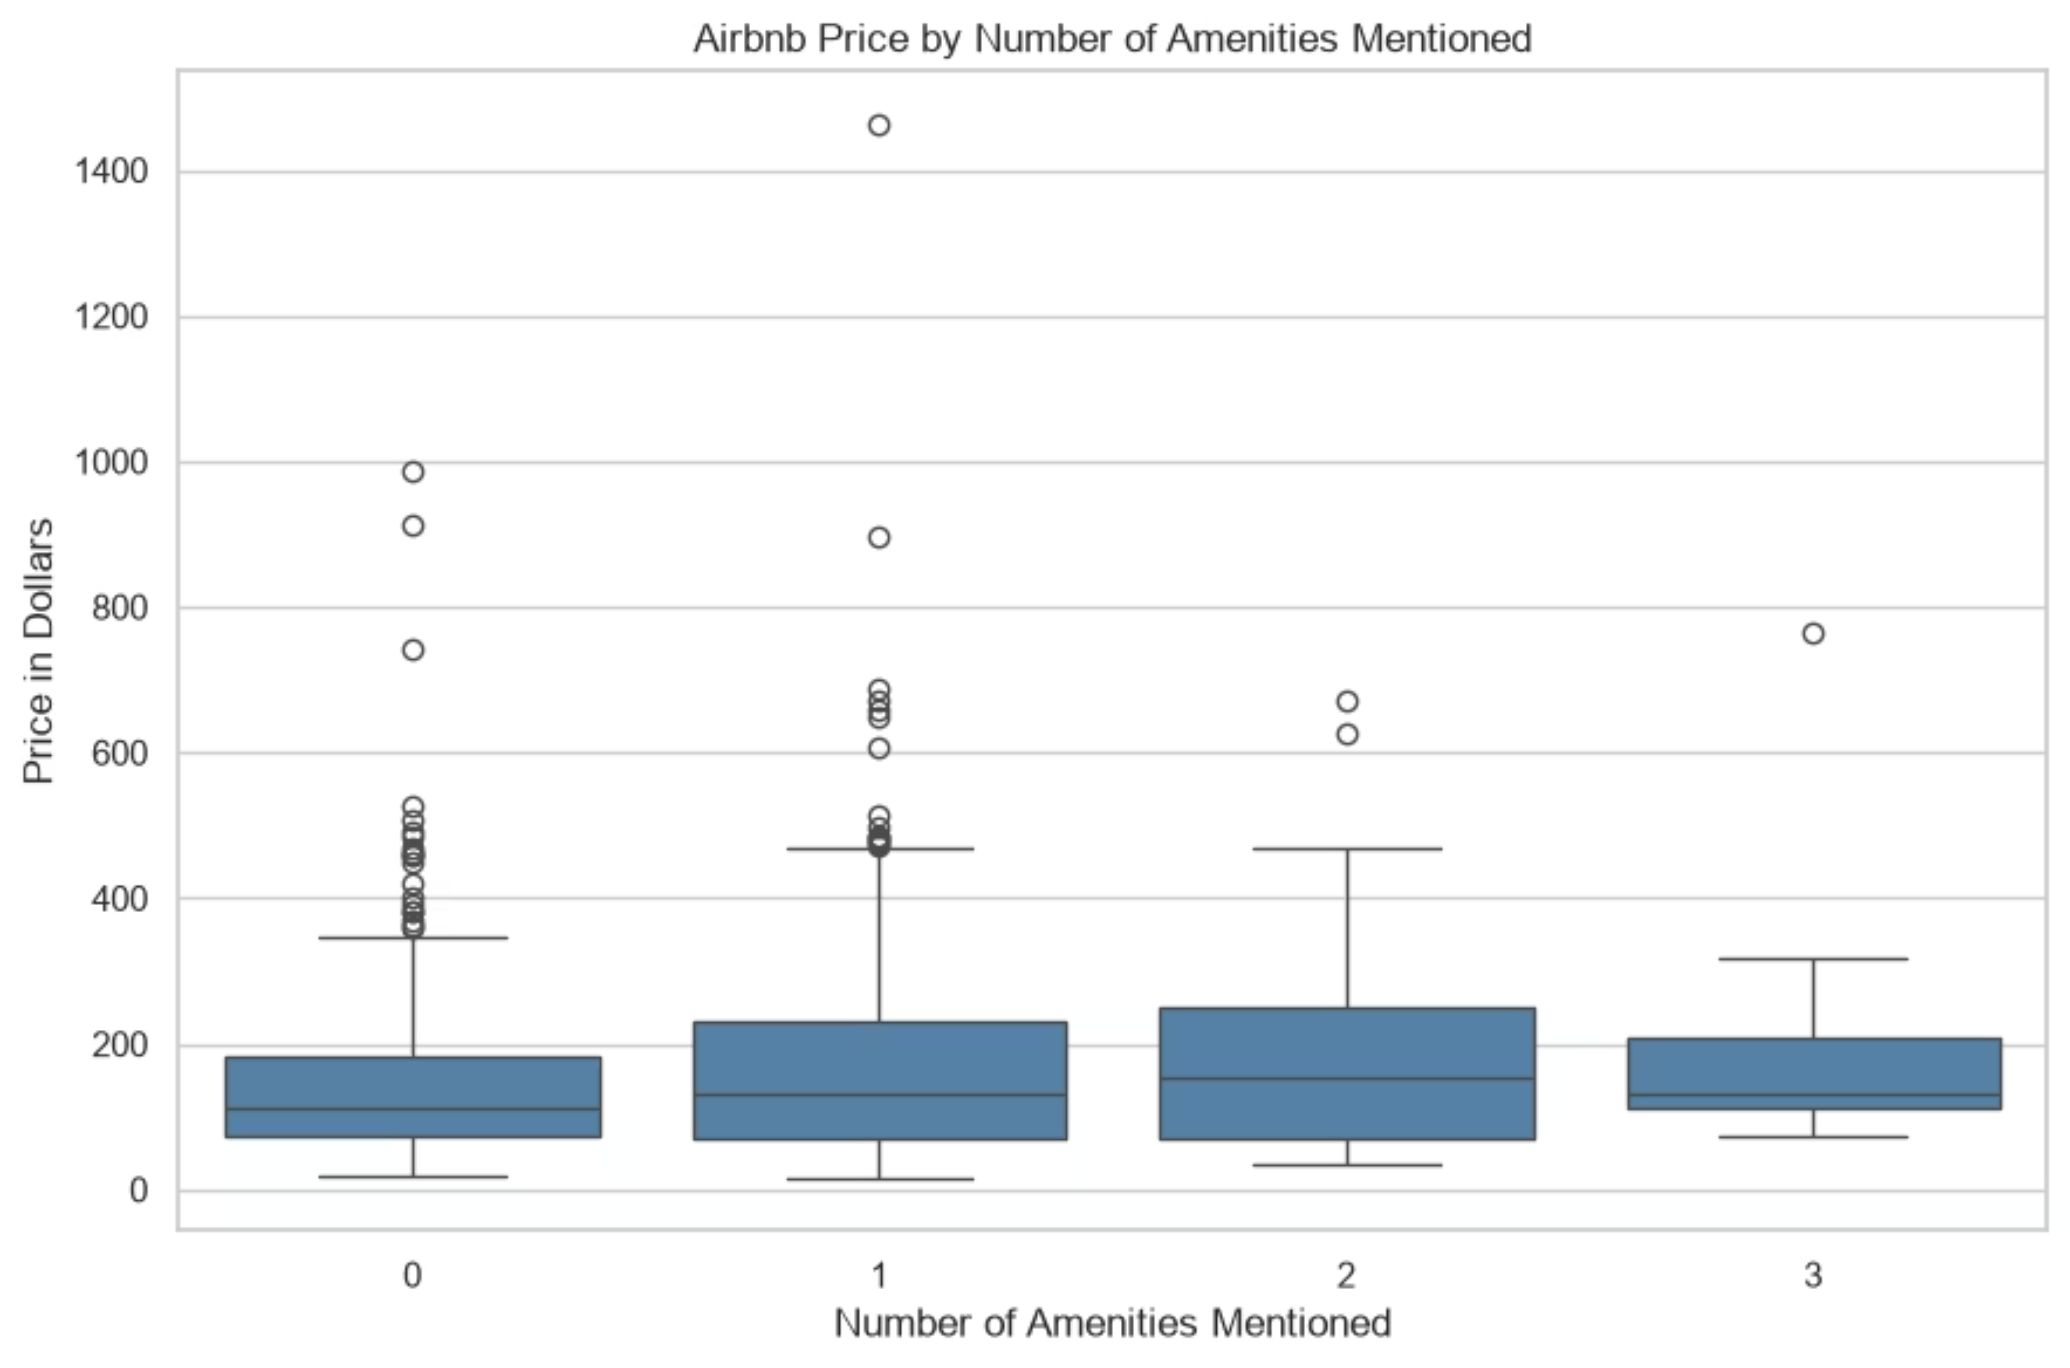 Airbnb Price by Number of Amenities Mentioned
1400
1200
1000
800
600
400
200
0
Price in Dollars
0 1 2 3
Number of Amenities Mentioned